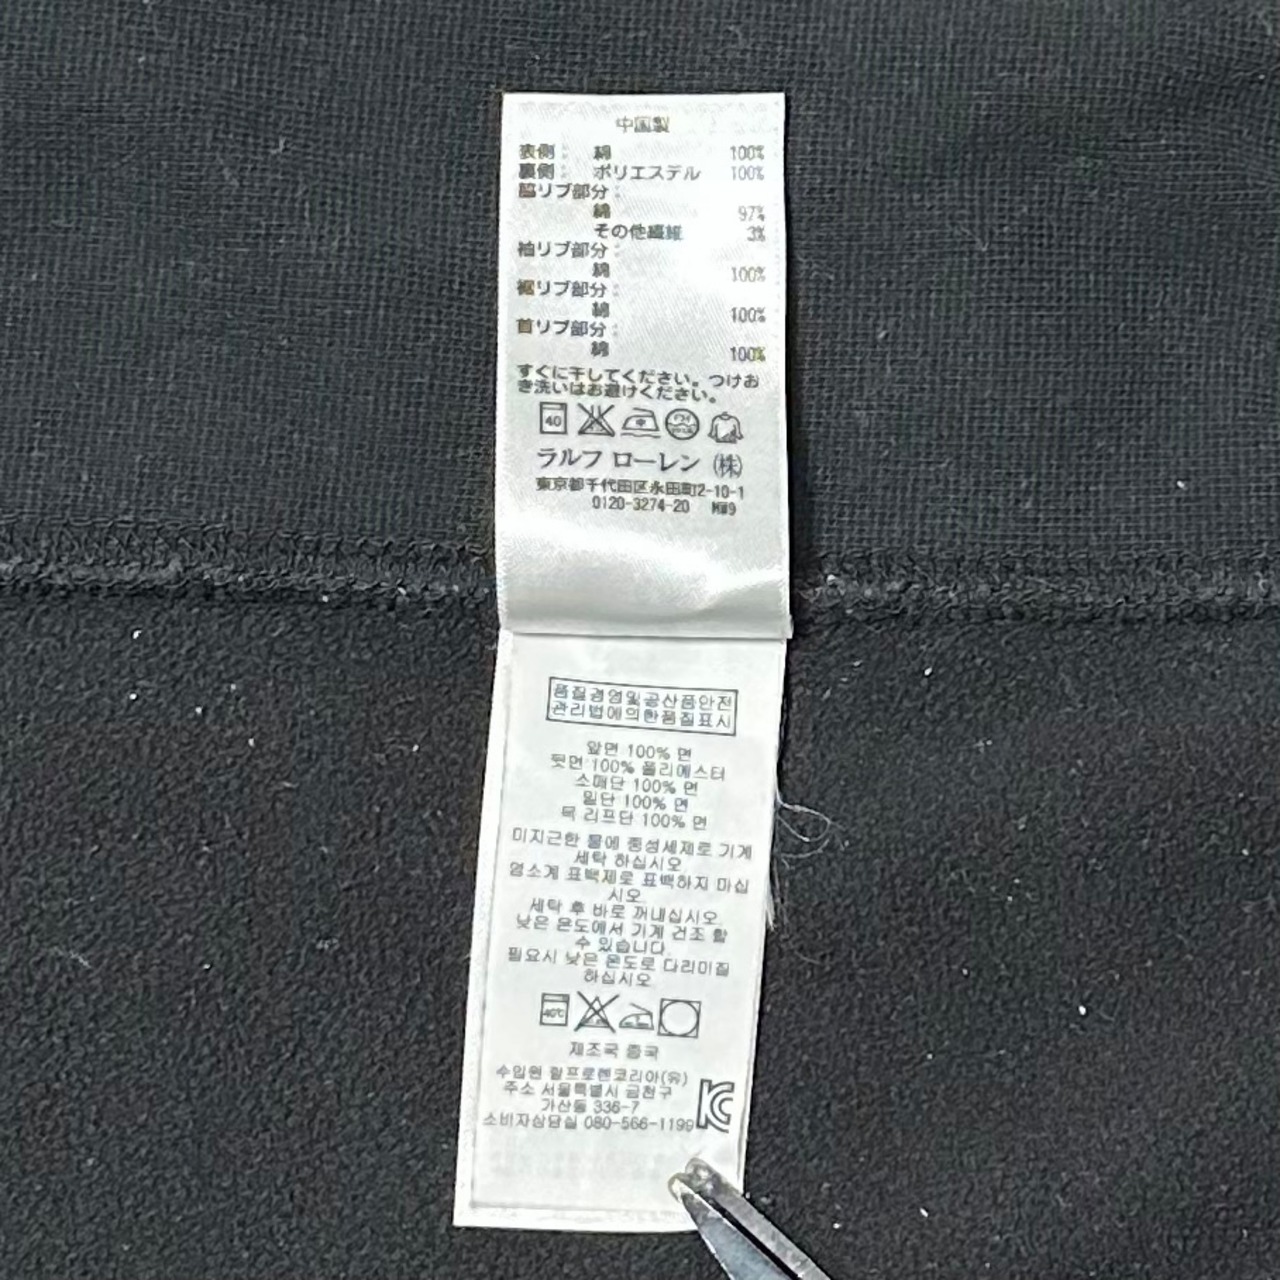 中国製
表側： 綿 100%
裏側： ポリエステル 100%
脇リブ部分：
綿 97%
その他繊維 3%
袖リブ部分：
綿 100%
裾リブ部分：
綿 100%
首リブ部分：
綿 100%
すぐに干してください。つけお
き洗いはお避けください。
40
ラルフ ローレン (株)
東京都千代田区永田町2-10-1
0120-3274-20 MW9
품질경영및공산품안전
관리법에의한품질표시
앞면 100% 면
뒷면 100% 폴리에스터
소매단 100% 면
밑단 100% 면
목 리프단 100% 면
미지근한 물에 중성세제로 기계
세탁 하십시오
염소계 표백제로 표백하지 마십
시오.
세탁 후 바로 꺼내십시오.
낮은 온도에서 기계 건조 할
수 있습니다.
필요시 낮은 온도로 다리미질
하십시오
40℃
제조국 중국
수입원 랄프로렌코리아(유)
주소 서울특별시 금천구
가산동 336-7
소비자상담실 080-566-1199